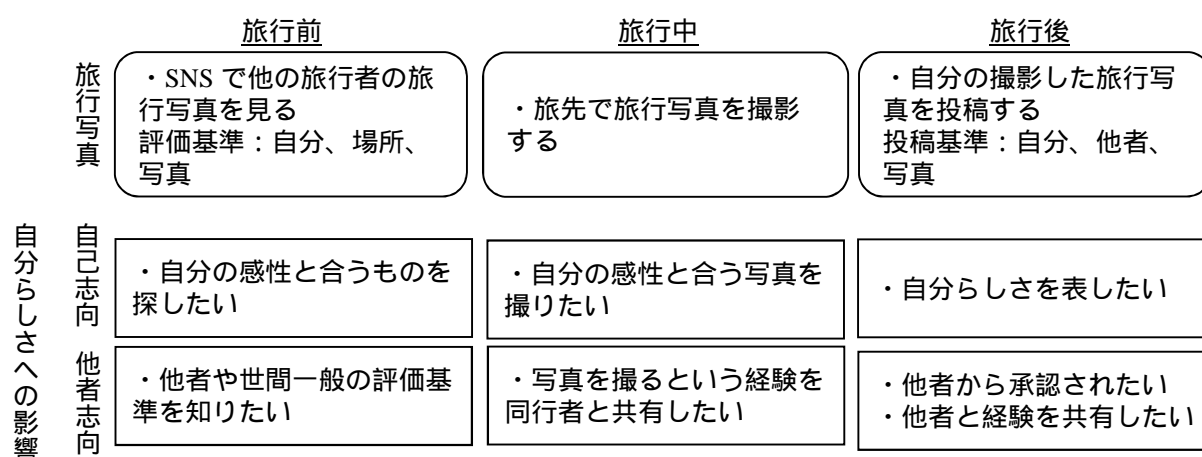 旅行前
旅行中
旅行後
旅行写真
・SNS で他の旅行者の旅
行写真を見る
評価基準：自分、場所、
写真
・旅先で旅行写真を撮影
する
・自分の撮影した旅行写
真を投稿する
投稿基準：自分、他者、
写真
自分らしさへの影響
自己志向
・自分の感性と合うものを
探したい
・自分の感性と合う写真を
撮りたい
・自分らしさを表したい
他者志向
・他者や世間一般の評価基
準を知りたい
・写真を撮るという経験を
同行者と共有したい
・他者から承認されたい
・他者と経験を共有したい